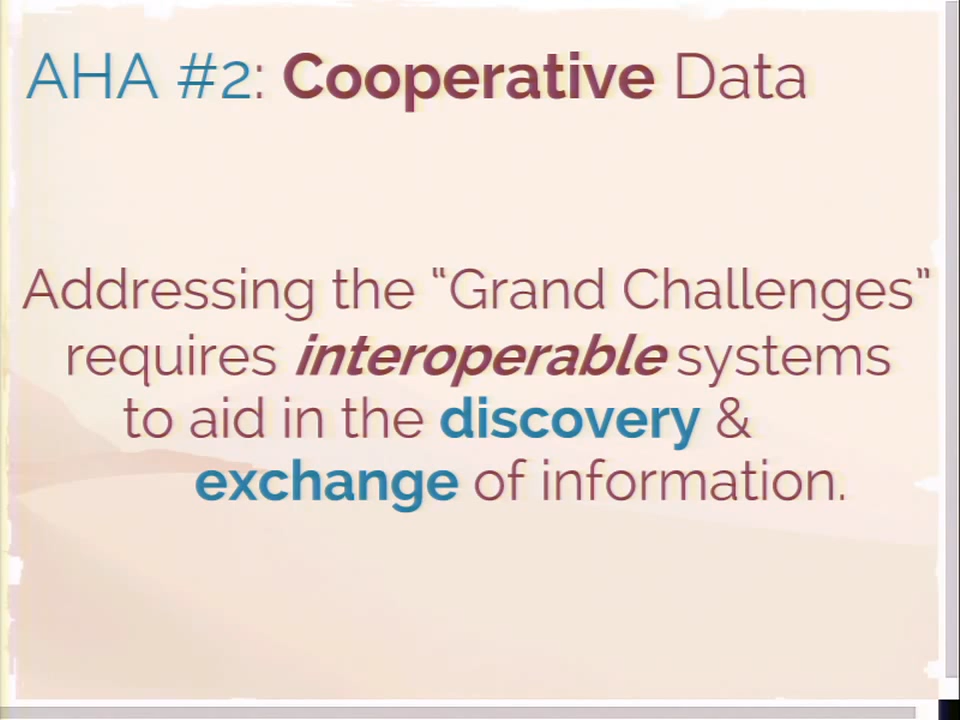 AHA #2: Cooperative Data
Addressing the “Grand Challenges”
requires interoperable systems
to aid in the discovery &
exchange of information.